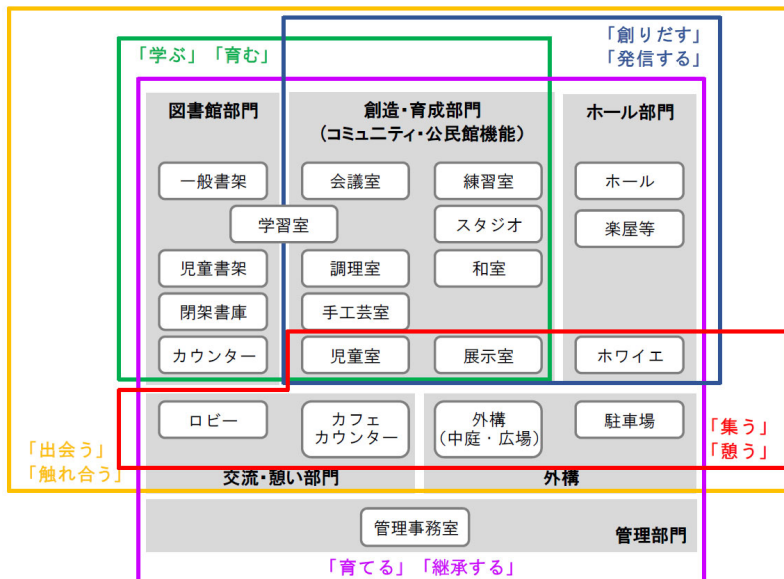 「創りだす」
「発信する」
「学ぶ」「育む」
図書館部門
創造・育成部門
(コミュニティ・公民館機能)
ホール部門
一般書架
会議室
練習室
ホール
学習室
スタジオ
楽屋等
児童書架
調理室
和室
閉架書庫
手工芸室
カウンター
児童室
展示室
ホワイエ
ロビー
カフェ
カウンター
外構
(中庭・広場)
駐車場
「集う」
「憩う」
「出会う」
「触れ合う」
交流・憩い部門
外構
管理事務室
管理部門
「育てる」「継承する」